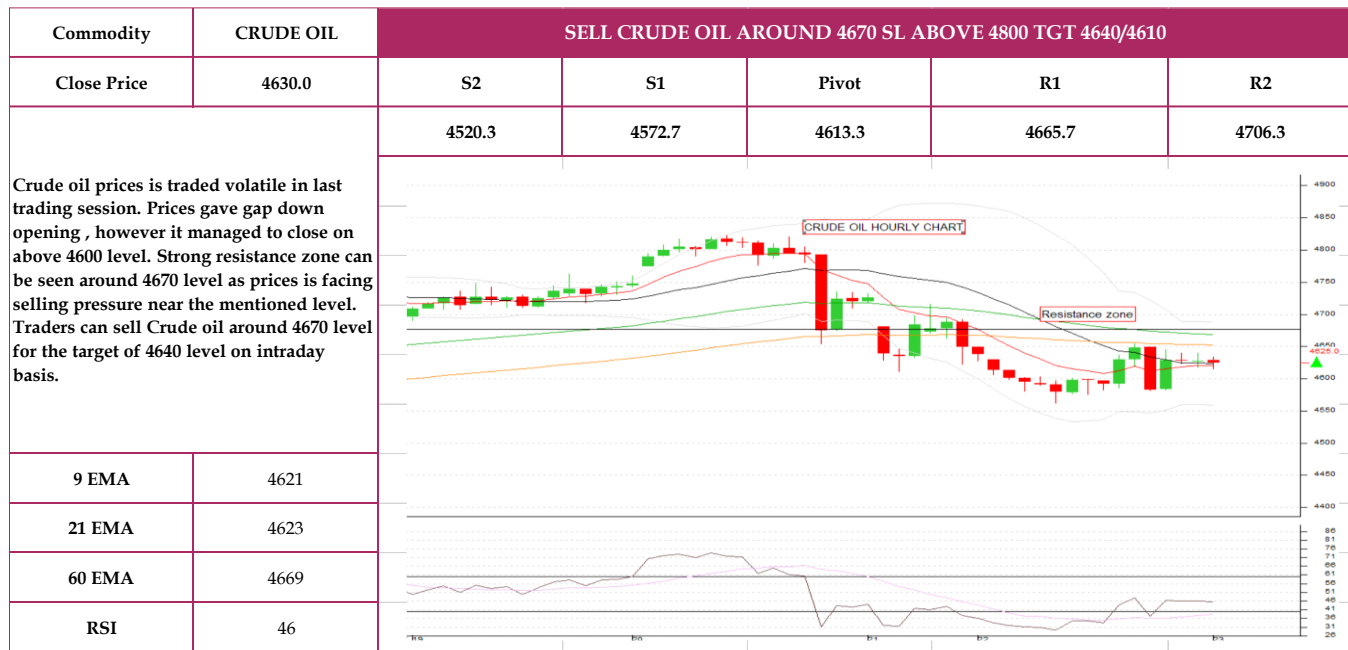 Commodity CRUDE OIL SELL CRUDE OIL AROUND 4670 SL ABOVE 4800 TGT 4640/4610
Close Price 4630.0 S2 S1 Pivot R1 R2
4520.3 4572.7 4613.3 4665.7 4706.3
Crude oil prices is traded volatile in last
trading session. Prices gave gap down
opening , however it managed to close on
above 4600 level. Strong resistance zone can
be seen around 4670 level as prices is facing
selling pressure near the mentioned level.
Traders can sell Crude oil around 4670 level
for the target of 4640 level on intraday
basis.
9 EMA 4621
21 EMA 4623
60 EMA 4669
RSI 46
CRUDE OIL HOURLY CHART
Resistance zone
4900
4850
4800
4750
4700
4650
4625.0
4600
4550
4500
4450
4400
86
81
76
71
66
61
56
51
46
41
36
31
26